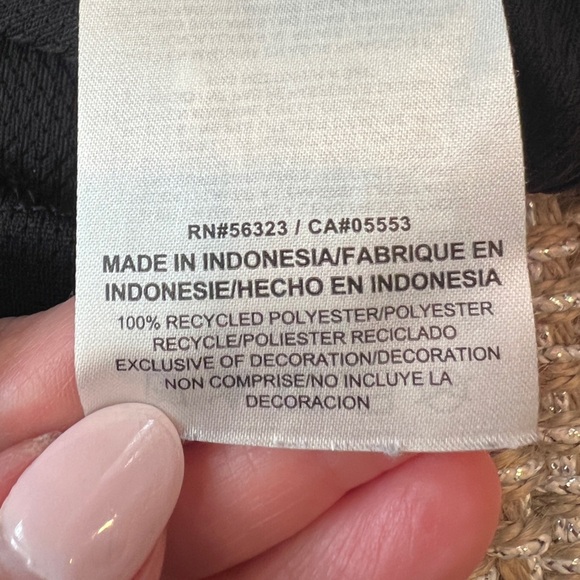 RN#56323 / CA#05553
MADE IN INDONESIA/FABRIQUE EN
INDONESIE/HECHO EN INDONESIA
100% RECYCLED POLYESTER/POLYESTER
RECYCLE/POLIESTER RECICLADO
EXCLUSIVE OF DECORATION/DECORATION
NON COMPRISE/NO INCLUYE LA
DECORACION